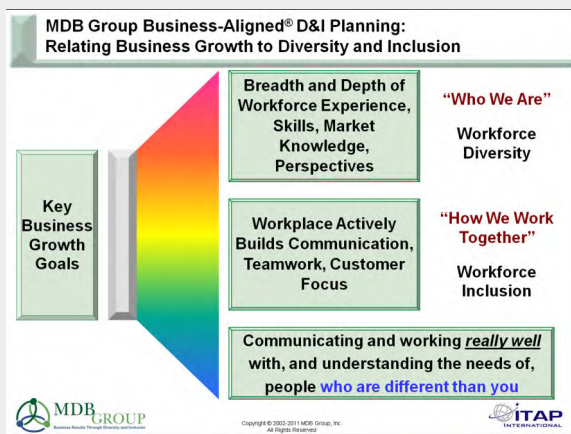 MDB Group Business-Aligned® D&I Planning:
Relating Business Growth to Diversity and Inclusion
Key
Business
Growth
Goals
Breadth and Depth of
Workforce Experience,
Skills, Market
Knowledge,
Perspectives
“Who We Are”
Workforce
Diversity
Workplace Actively
Builds Communication,
Teamwork, Customer
Focus
“How We Work
Together”
Workforce
Inclusion
Communicating and working really well
with, and understanding the needs of,
people who are different than you
MDB
GROUP
Business Results Through Diversity and Inclusion
Copyright © 2002-2011 MDB Group, Inc.
All Rights Reserved
ITAP
INTERNATIONAL